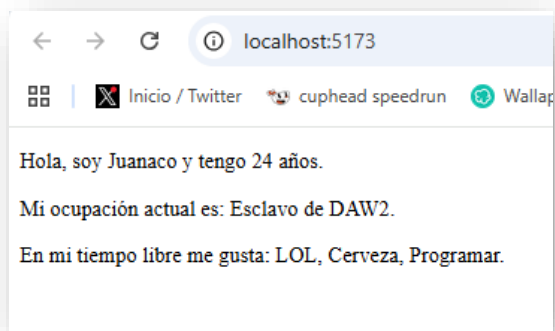 localhost:5173
Inicio / Twitter cuphead speedrun Wallap
Hola, soy Juanaco y tengo 24 años.
Mi ocupación actual es: Esclavo de DAW2.
En mi tiempo libre me gusta: LOL, Cerveza, Programar.